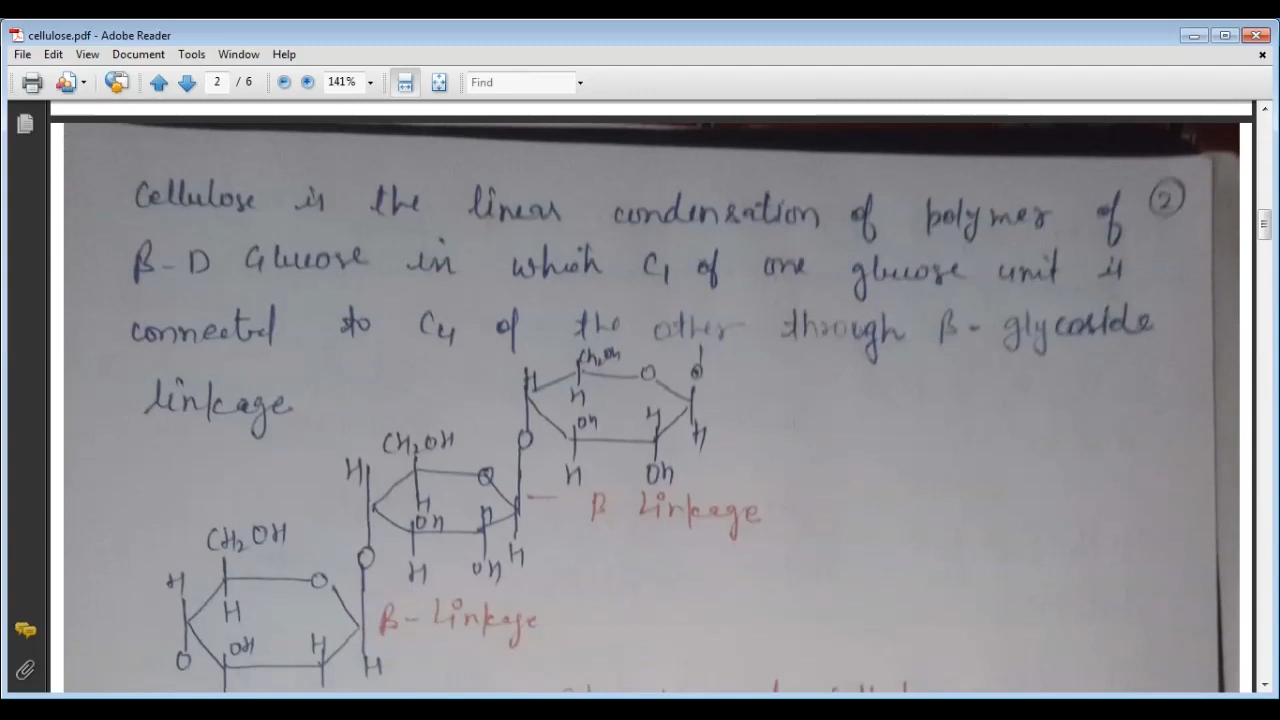 cellulose.pdf - Adobe Reader
File Edit View Document Tools Window Help
2 / 6 141% Find
Cellulose is the linear condensation of polymer of 2
β-D Glucose in which C1 of one glucose unit is
connected to C4 of the other through β-glycoside
linkage
CH2OH
H O O
H
OH H H
O
H OH
CH2OH
H O
H
OH H
H OH H
β Linkage
O
CH2OH
H O
H
OH H H
O
β-Linkage